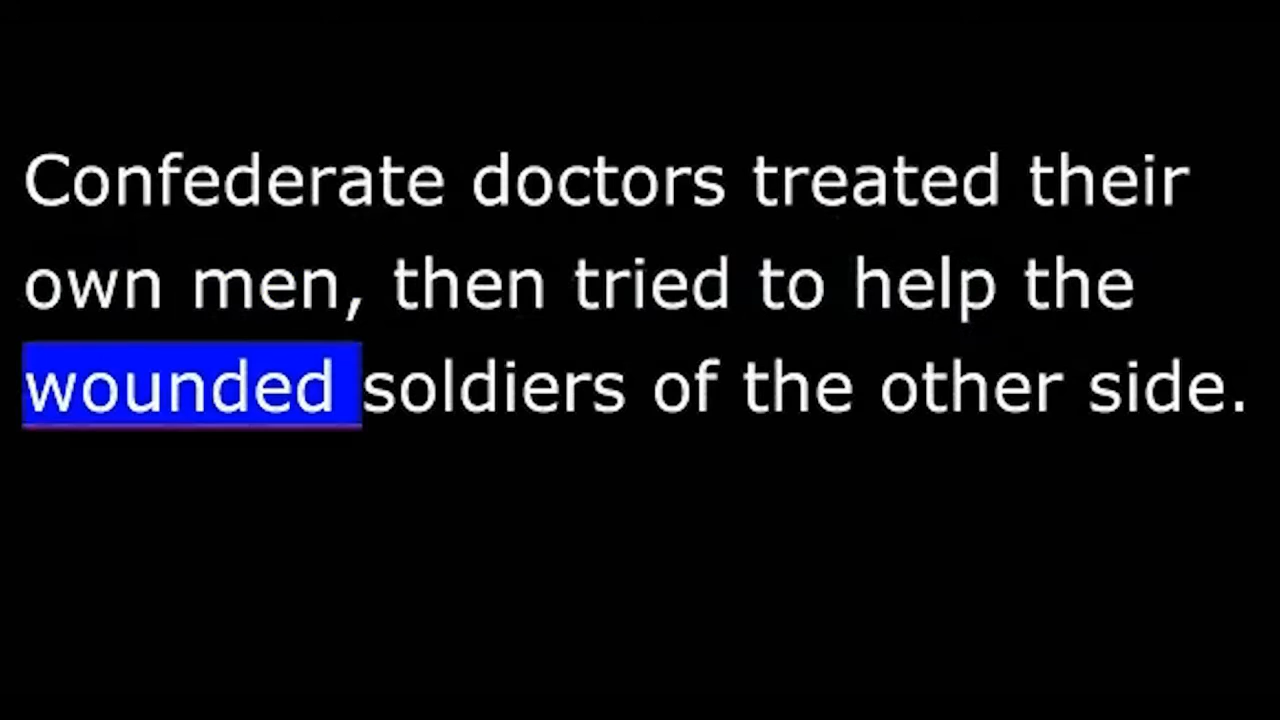 Confederate doctors treated their
own men, then tried to help the
wounded soldiers of the other side.